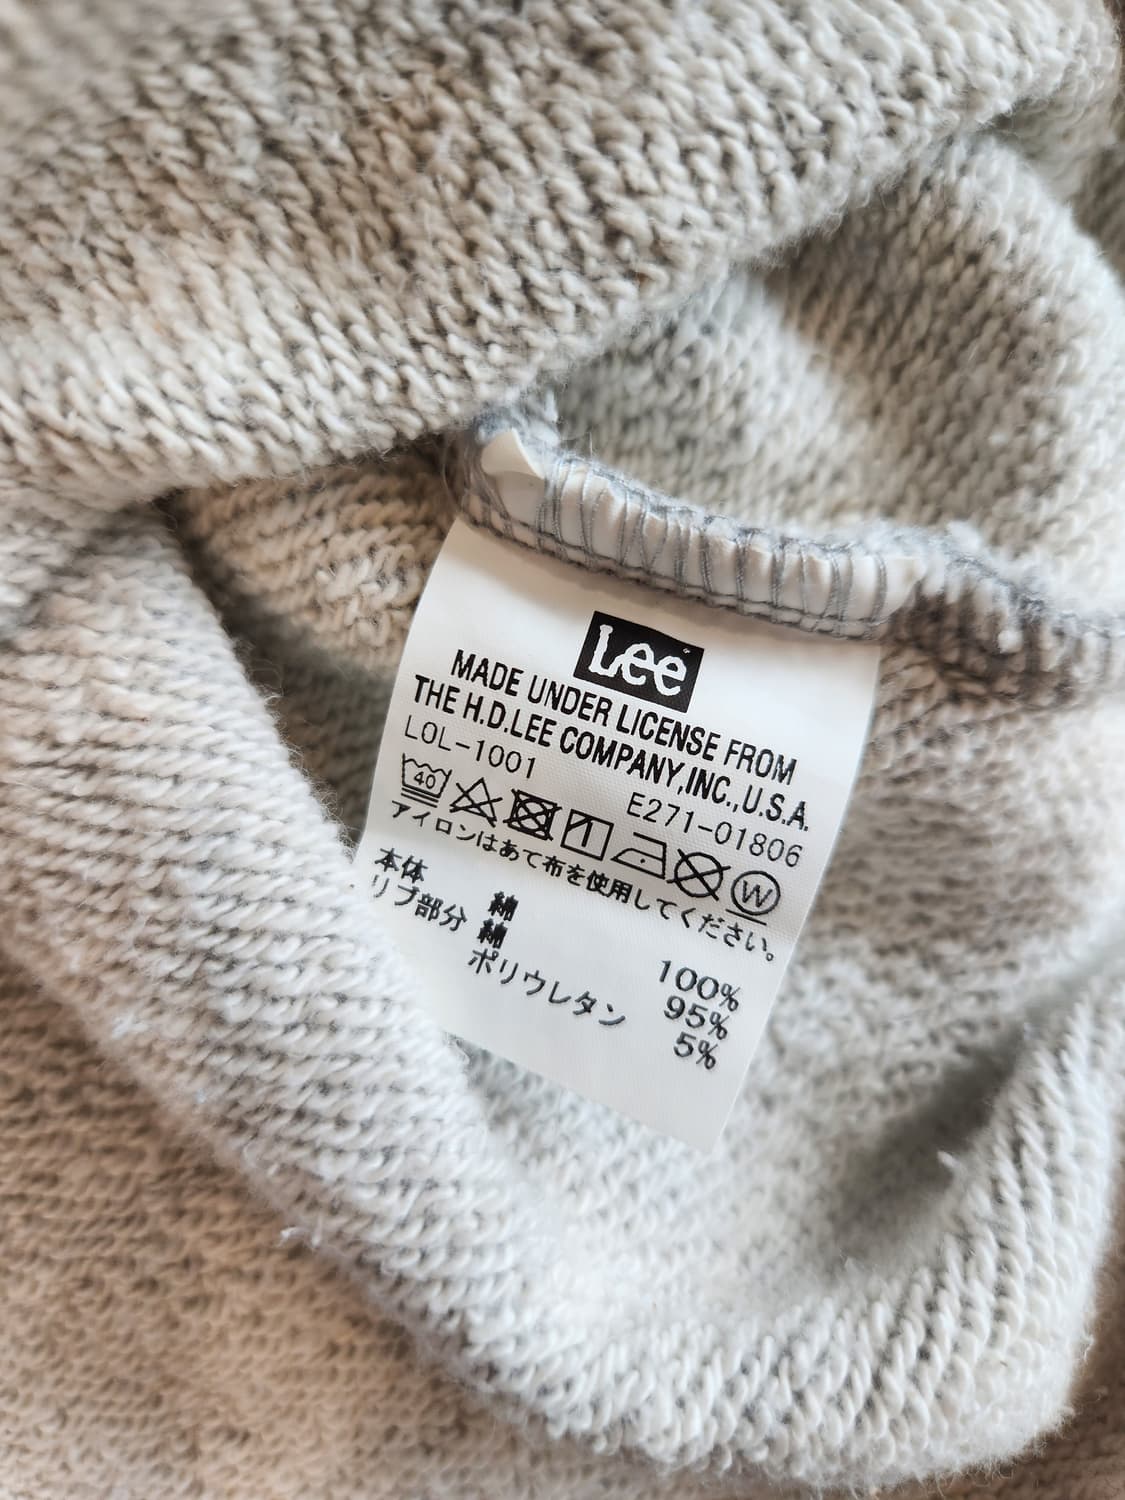 Lee
MADE UNDER LICENSE FROM
THE H.D.LEE COMPANY,INC.,U.S.A.
LOL-1001
E271-01806
40 W
アイロンはあて布を使用してください。
本体 綿 100%
リブ部分 綿 95%
ポリウレタン 5%